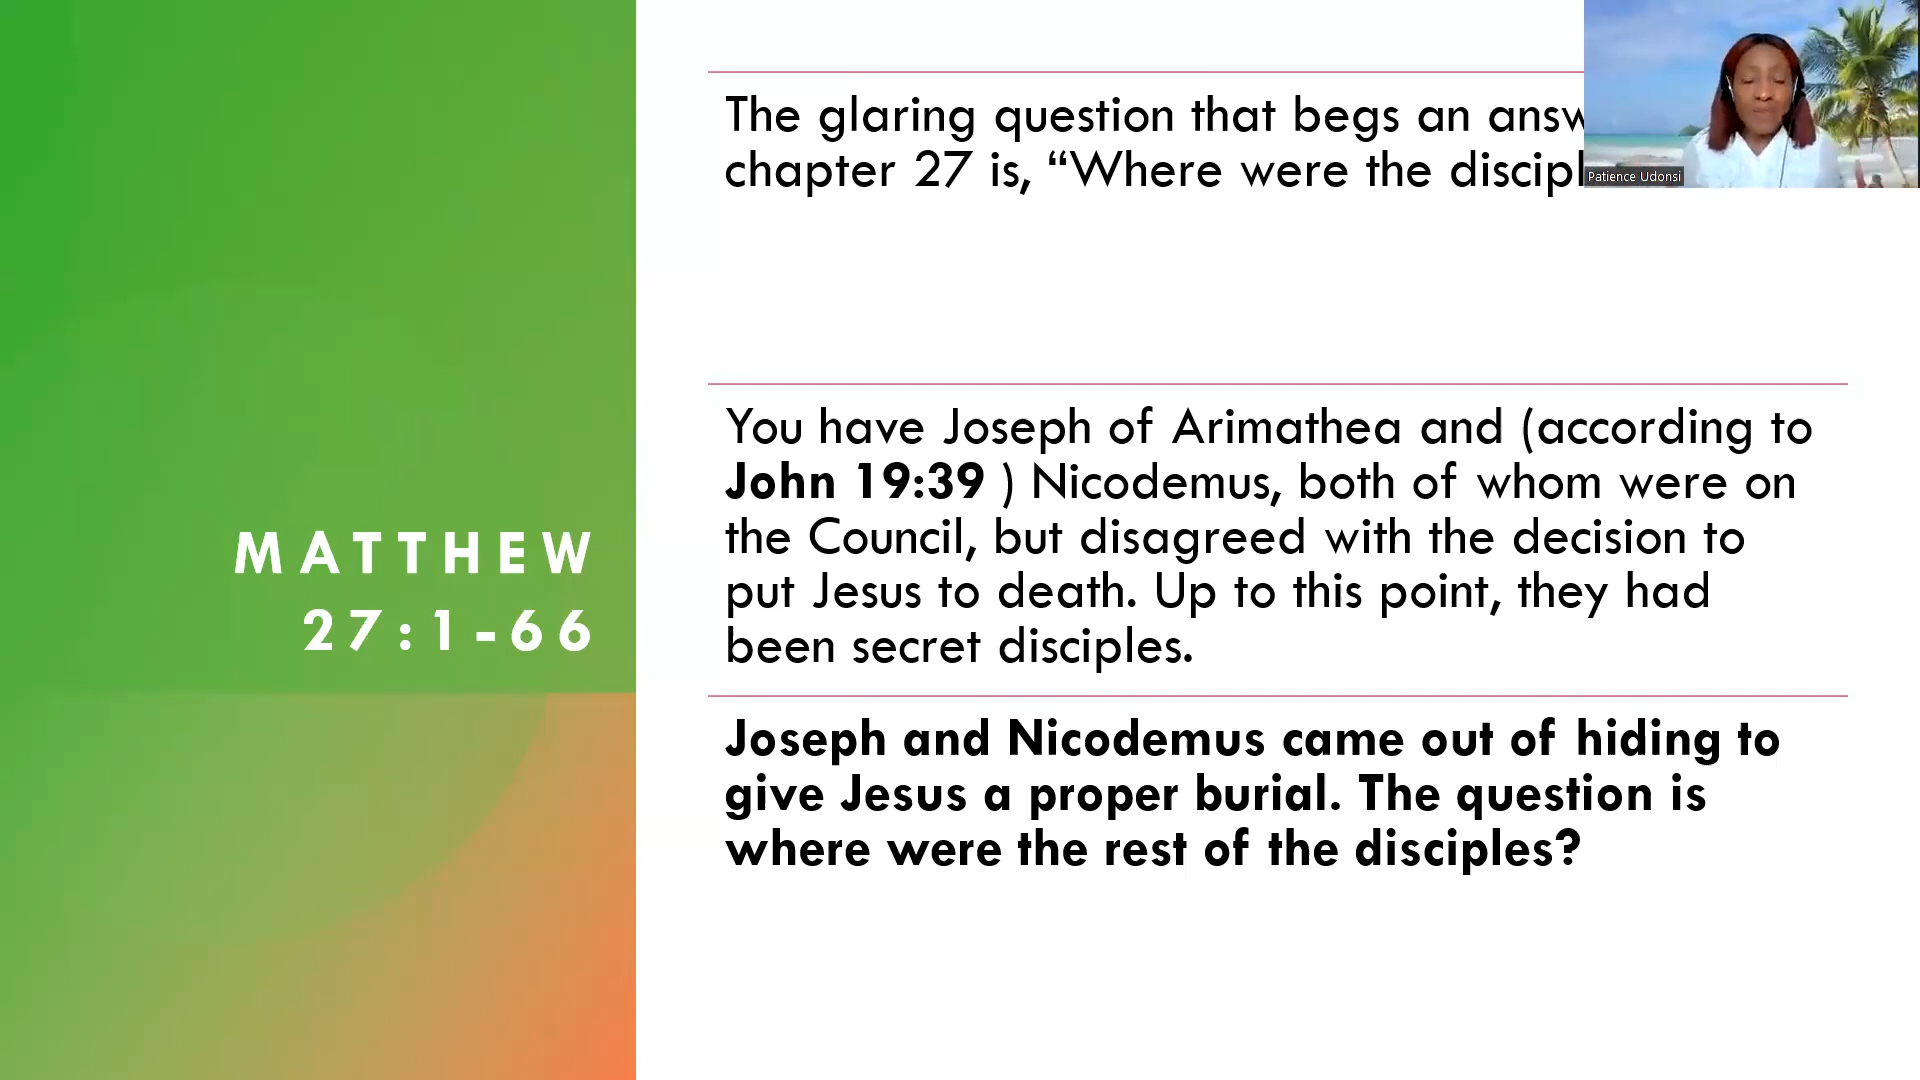 MATTHEW
27:1-66
The glaring question that begs an
chapter 27 is, “Where were the
You have Joseph of Arimathea and (according to
John 19:39 ) Nicodemus, both of whom were on
the Council, but disagreed with the decision to
put Jesus to death. Up to this point, they had
been secret disciples.
Joseph and Nicodemus came out of hiding to
give Jesus a proper burial. The question is
where were the rest of the disciples?
Patience Udonsi